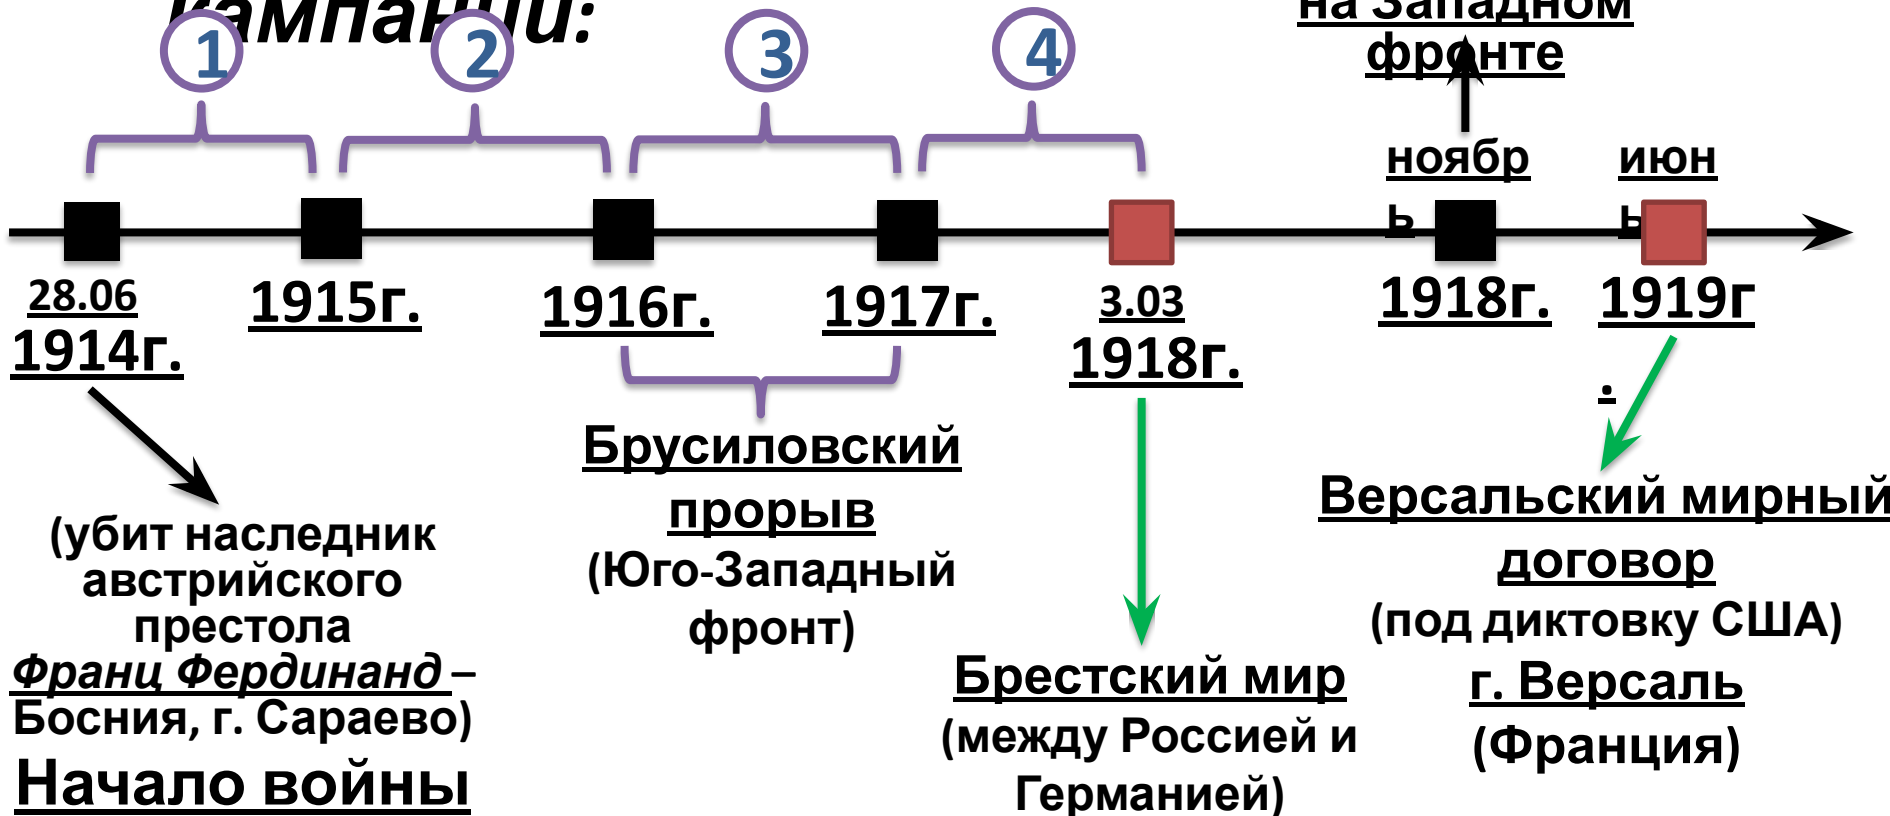 кампаний:
на Западном
фронте
1
2
3
4
ноябр
ь
июн
ь
28.06
1914г.
1915г.
1916г.
1917г.
3.03
1918г.
1918г.
1919г
.
(убит наследник
австрийского
престола
Франц Фердинанд –
Босния, г. Сараево)
Начало войны
Брусиловский
прорыв
(Юго-Западный
фронт)
Брестский мир
(между Россией и
Германией)
Версальский мирный
договор
(под диктовку США)
г. Версаль
(Франция)